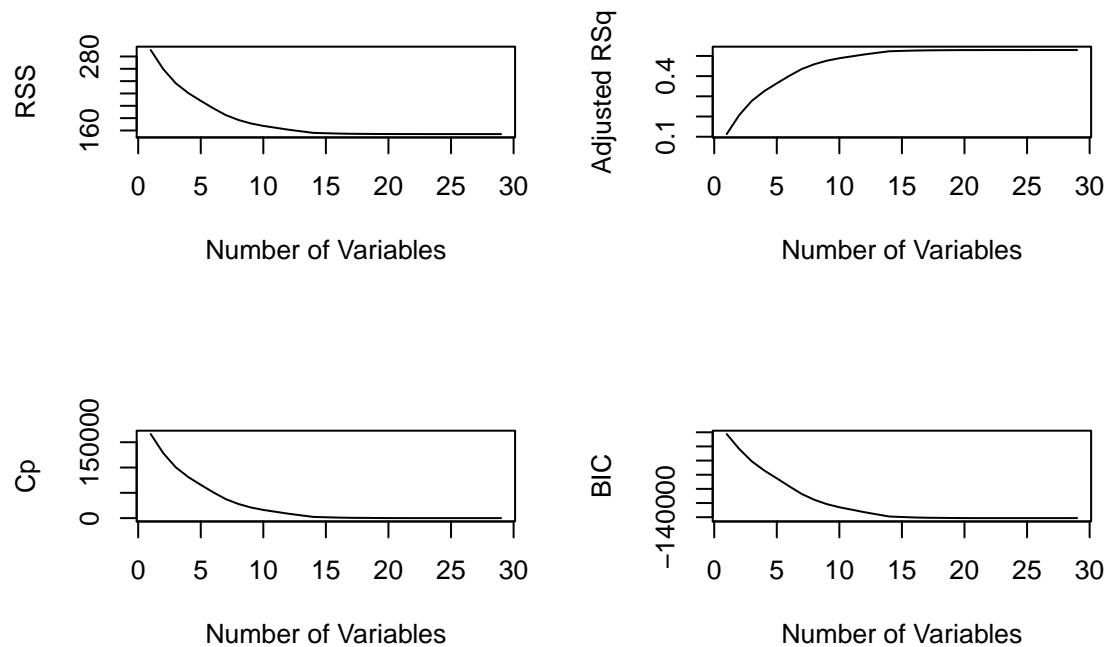 RSS
160 280
0 5 10 15 20 25 30
Number of Variables
Adjusted RSq
0.1 0.4
0 5 10 15 20 25 30
Number of Variables
Cp
0 150000
0 5 10 15 20 25 30
Number of Variables
BIC
−140000
0 5 10 15 20 25 30
Number of Variables